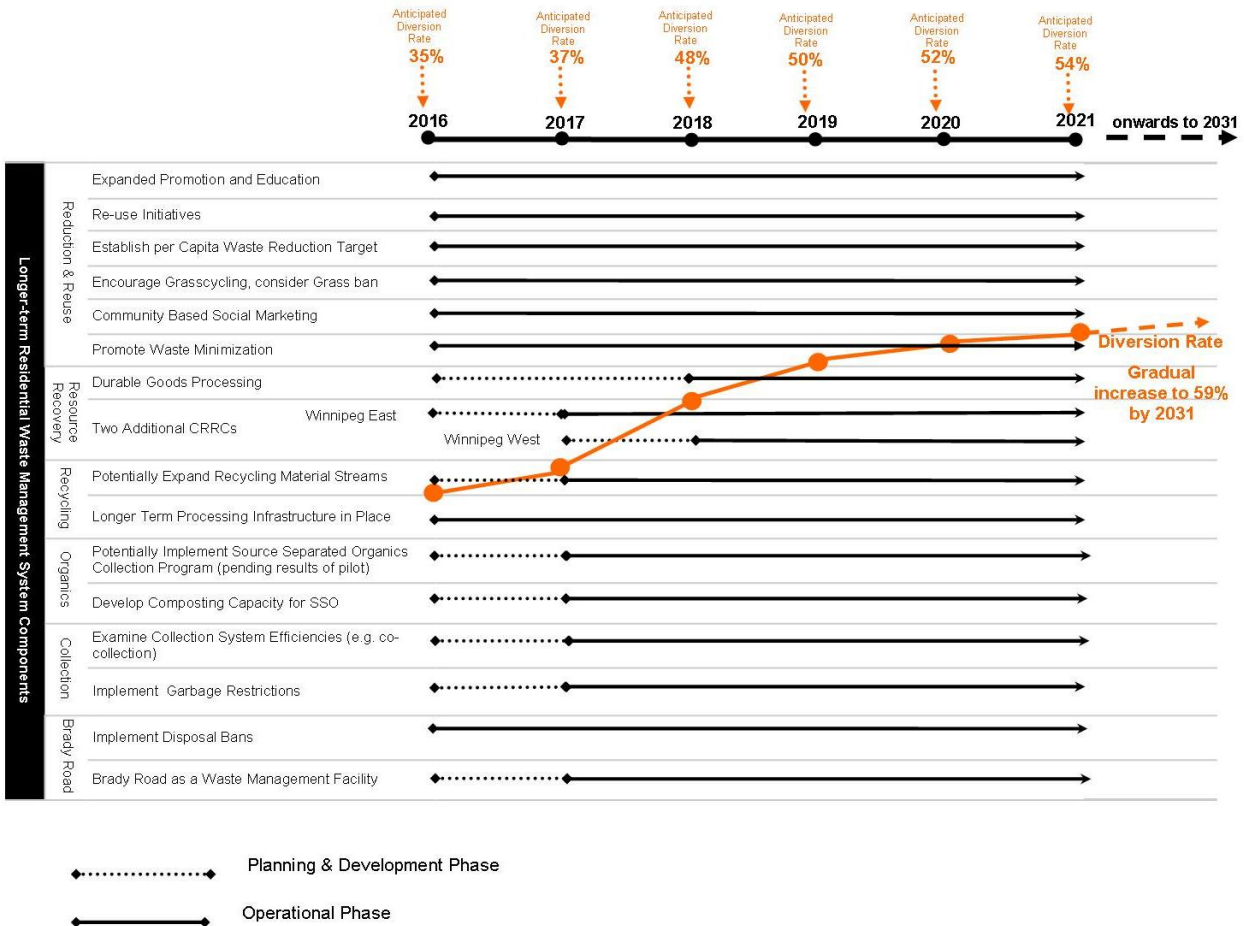 Anticipated
Diversion
Rate
35%
Anticipated
Diversion
Rate
37%
Anticipated
Diversion
Rate
48%
Anticipated
Diversion
Rate
50%
Anticipated
Diversion
Rate
52%
Anticipated
Diversion
Rate
54%
2016
2017
2018
2019
2020
2021
onwards to 2031
Longer-term Residential Waste Management System Components
Reduction & Reuse
Expanded Promotion and Education
Re-use Initiatives
Establish per Capita Waste Reduction Target
Encourage Grasscycling, consider Grass ban
Community Based Social Marketing
Promote Waste Minimization
Diversion Rate
Gradual
increase to 59%
by 2031
Resource
Recovery
Durable Goods Processing
Two Additional CRRCs
Winnipeg East
Winnipeg West
Recycling
Potentially Expand Recycling Material Streams
Longer Term Processing Infrastructure in Place
Organics
Potentially Implement Source Separated Organics
Collection Program (pending results of pilot)
Develop Composting Capacity for SSO
Collection
Examine Collection System Efficiencies (e.g. co-
collection)
Implement Garbage Restrictions
Brady Road
Implement Disposal Bans
Brady Road as a Waste Management Facility
Planning & Development Phase
Operational Phase